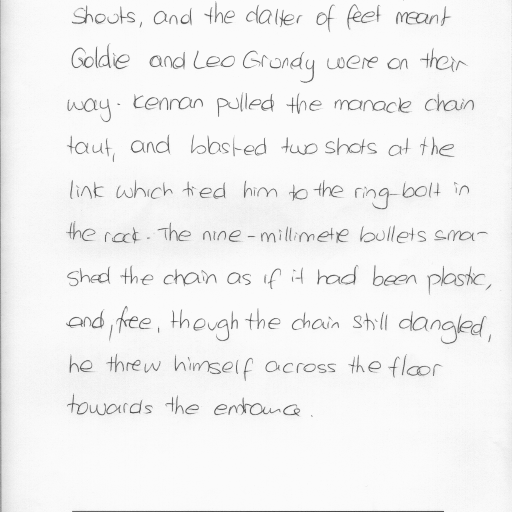 Shouts, and the clatter of feet meant
Goldie and Leo Grundy were on their
way. Kennan pulled the manacle chain
taut, and blasted two shots at the
link which tied him to the ring-bolt in
the rock. The nine-millimetre bullets sma-
shed the chain as if it had been plastic,
and, free, though the chain still dangled,
he threw himself across the floor
towards the entrance.